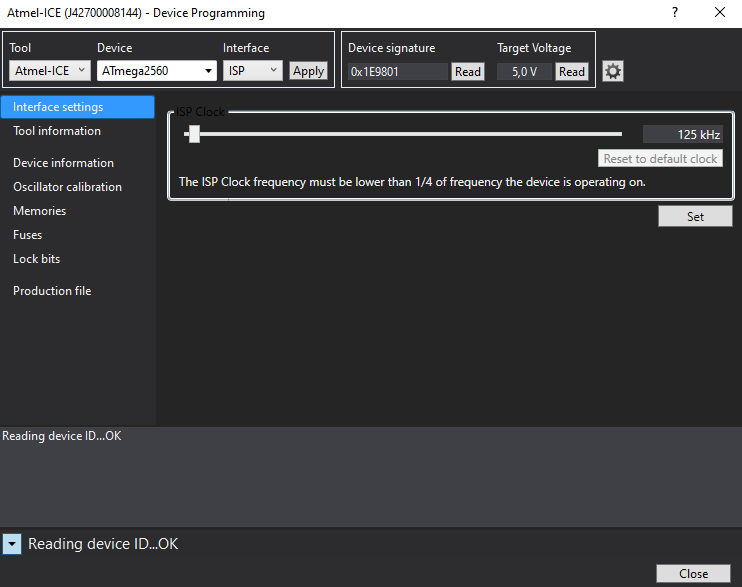 Atmel-ICE (J42700008144) - Device Programming
?
Tool Device Interface Device signature Target Voltage
Atmel-ICE ATmega2560 ISP Apply 0x1E9801 Read 5,0 V Read
Interface settings
Tool information
Device information
Oscillator calibration
Memories
Fuses
Lock bits
Production file
ISP Clock
125 kHz
Reset to default clock
The ISP Clock frequency must be lower than 1/4 of frequency the device is operating on.
Set
Reading device ID...OK
Reading device ID...OK
Close